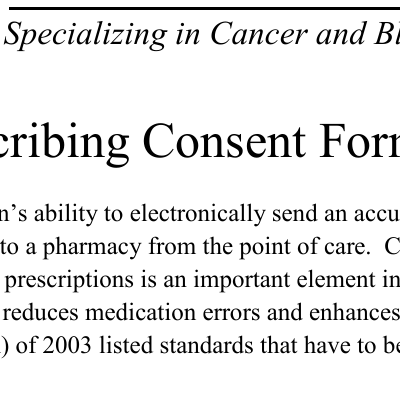 Specializing in Cancer and Bl
cribing Consent For
n’s ability to electronically send an accu
to a pharmacy from the point of care. C
prescriptions is an important element in
reduces medication errors and enhances
) of 2003 listed standards that have to be